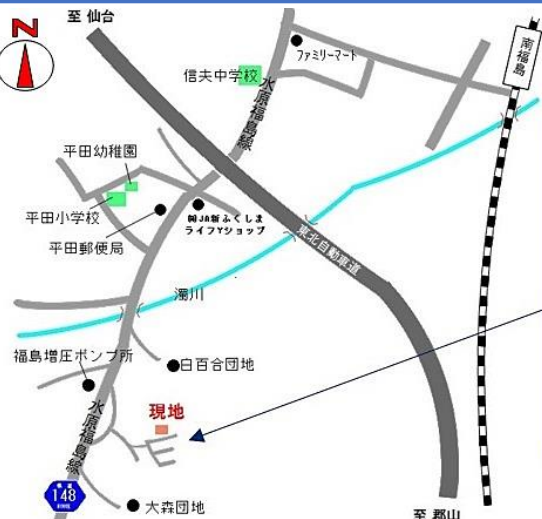 至 仙台
N
ファミリーマート
南福島
信夫中学校
水原福島線
平田幼稚園
平田小学校
平田郵便局
㈱JA新ふくしま
ライフYショップ
東北自動車道
濁川
福島増圧ポンプ所
白百合団地
現地
水原福島線
148
大森団地
至 郡山